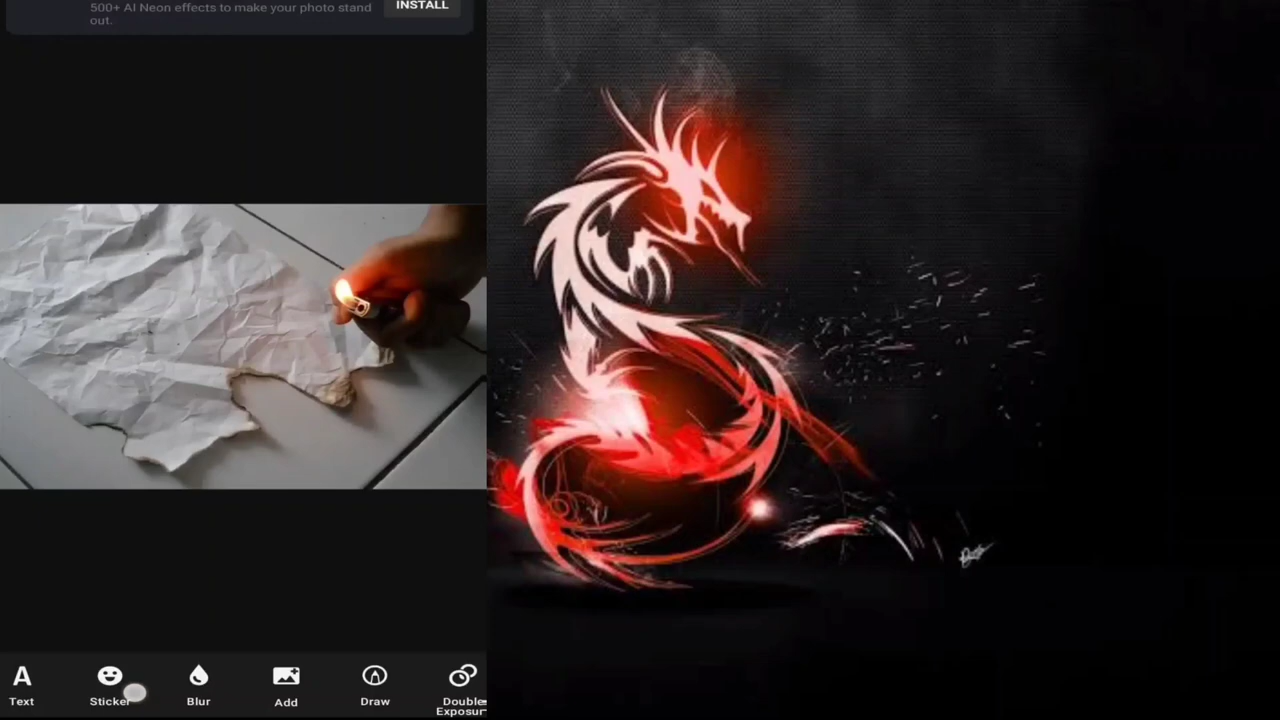 500+ AI Neon effects to make your photo stand
out.
INSTALL
Text
Sticker
Blur
Add
Draw
Double
Exposur